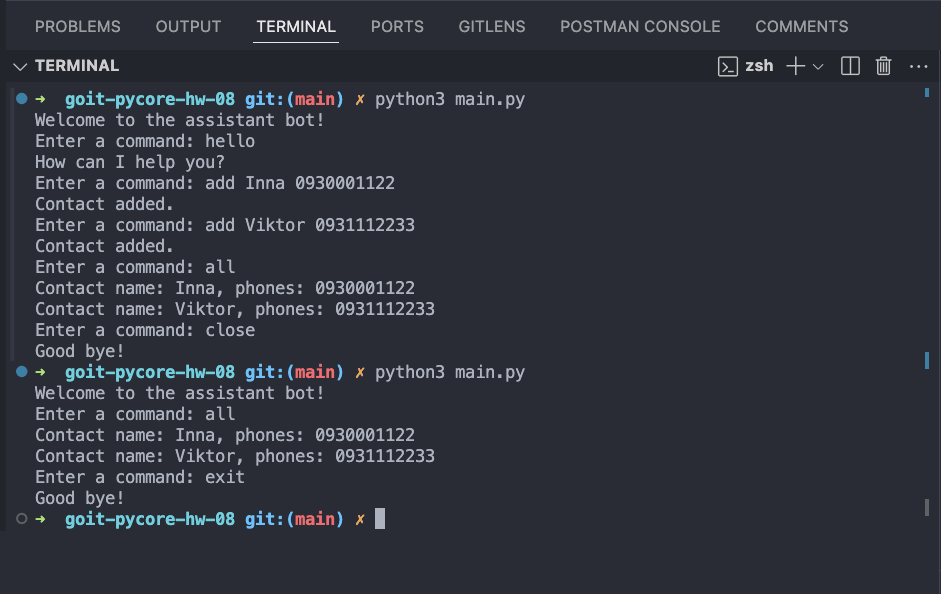 PROBLEMS OUTPUT TERMINAL PORTS GITLENS POSTMAN CONSOLE COMMENTS
TERMINAL zsh
➜ goit-pycore-hw-08 git:(main) ✗ python3 main.py
Welcome to the assistant bot!
Enter a command: hello
How can I help you?
Enter a command: add Inna 0930001122
Contact added.
Enter a command: add Viktor 0931112233
Contact added.
Enter a command: all
Contact name: Inna, phones: 0930001122
Contact name: Viktor, phones: 0931112233
Enter a command: close
Good bye!
➜ goit-pycore-hw-08 git:(main) ✗ python3 main.py
Welcome to the assistant bot!
Enter a command: all
Contact name: Inna, phones: 0930001122
Contact name: Viktor, phones: 0931112233
Enter a command: exit
Good bye!
➜ goit-pycore-hw-08 git:(main) ✗